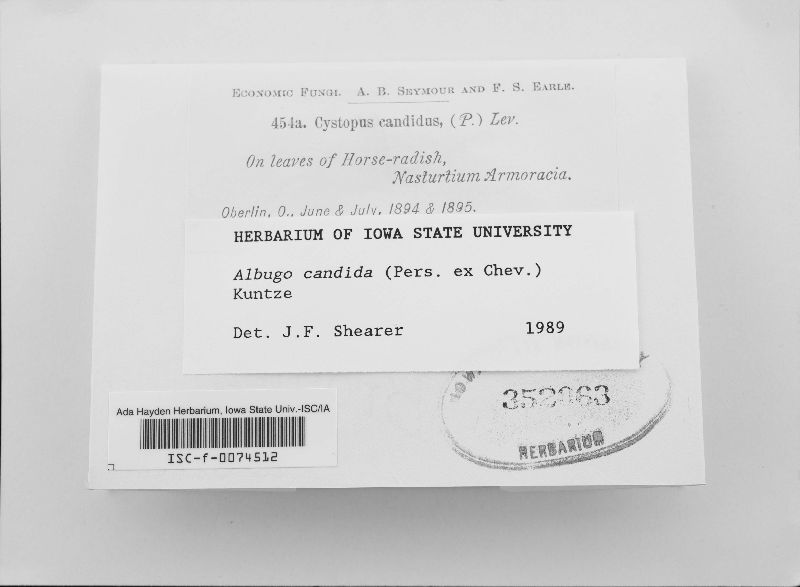 ECONOMIC FUNGI. A. B. SEYMOUR AND F. S. EARLE.
454a. Cystopus candidus, (P.) Lev.
On leaves of Horse-radish,
Nasturtium Armoracia.
Oberlin, O., June & July, 1894 & 1895.
HERBARIUM OF IOWA STATE UNIVERSITY
Albugo candida (Pers. ex Chev.)
Kuntze
Det. J.F. Shearer 1989
HERBARIUM
Ada Hayden Herbarium, Iowa State Univ.-ISC/IA
ISC-f-0074512